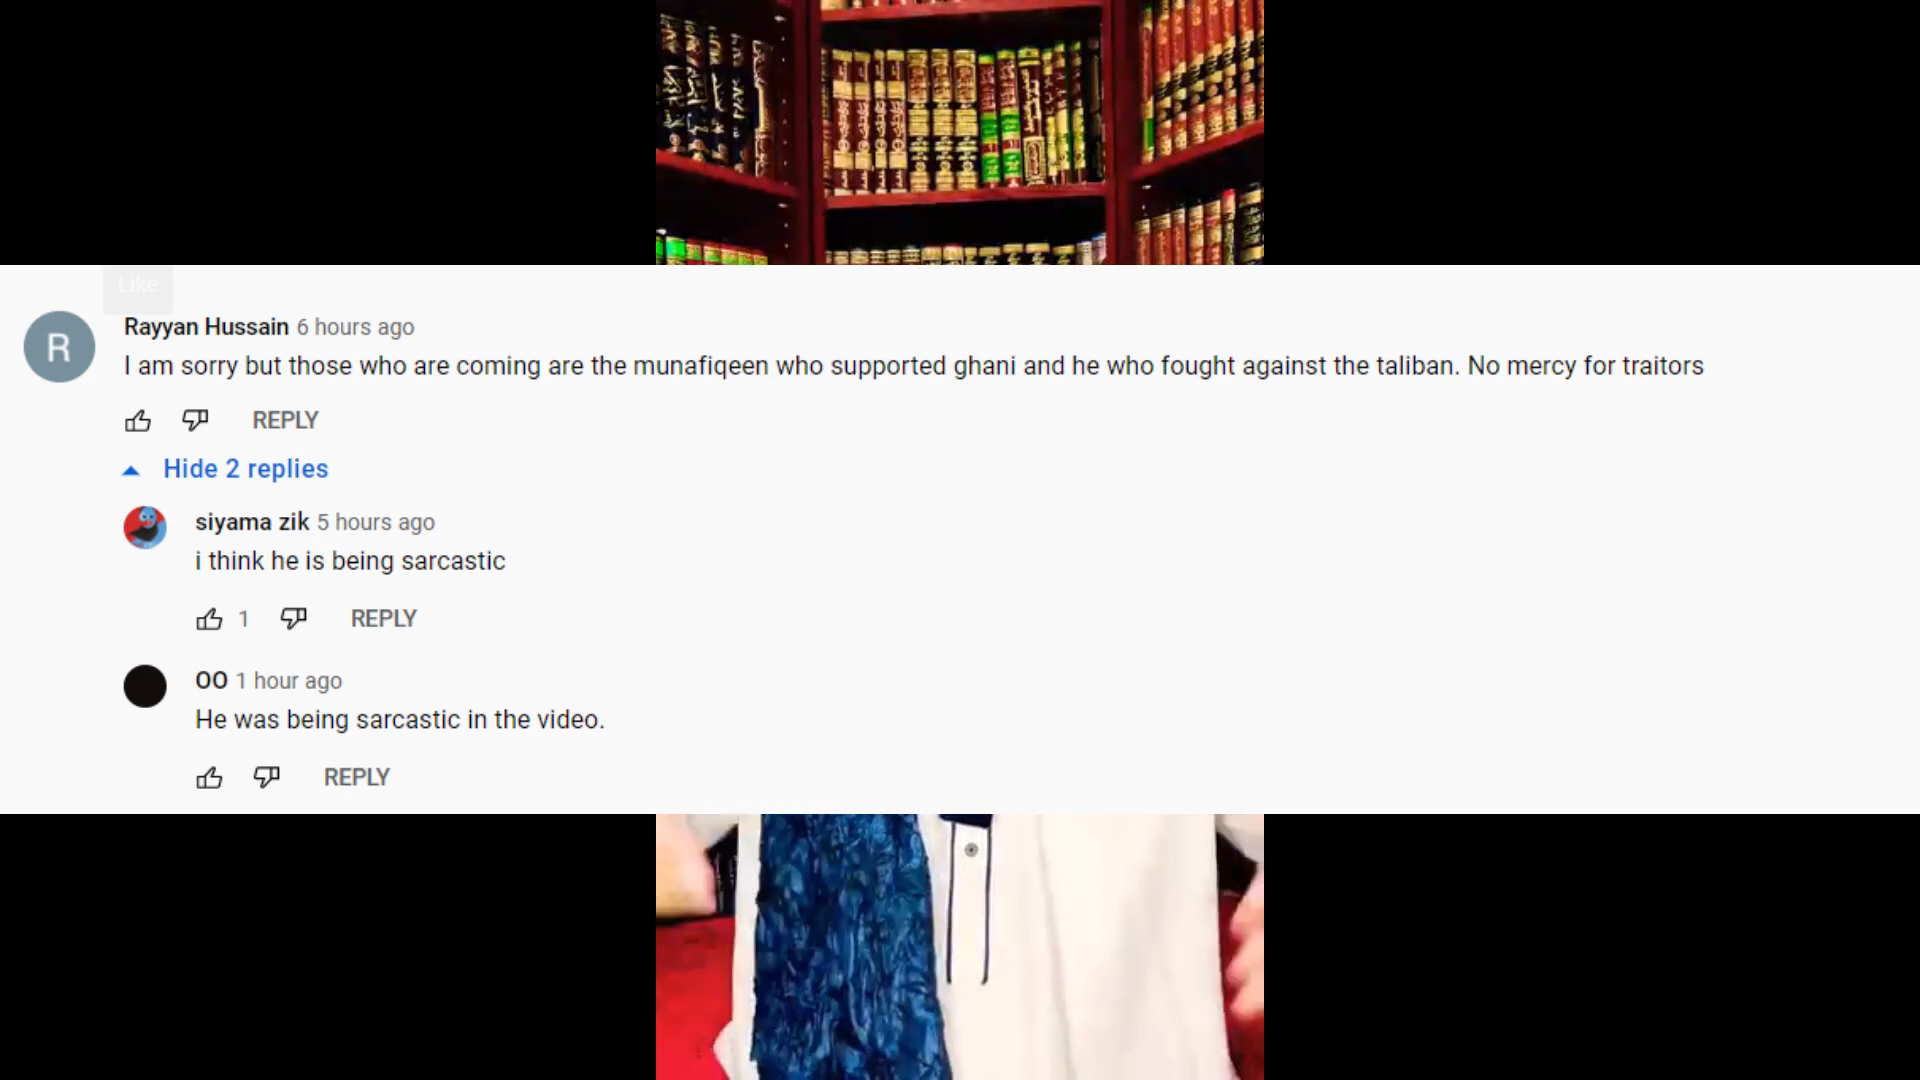 Like
Rayyan Hussain 6 hours ago
I am sorry but those who are coming are the munafiqeen who supported ghani and he who fought against the taliban. No mercy for traitors
REPLY
Hide 2 replies
siyama zik 5 hours ago
i think he is being sarcastic
1 REPLY
OO 1 hour ago
He was being sarcastic in the video.
REPLY